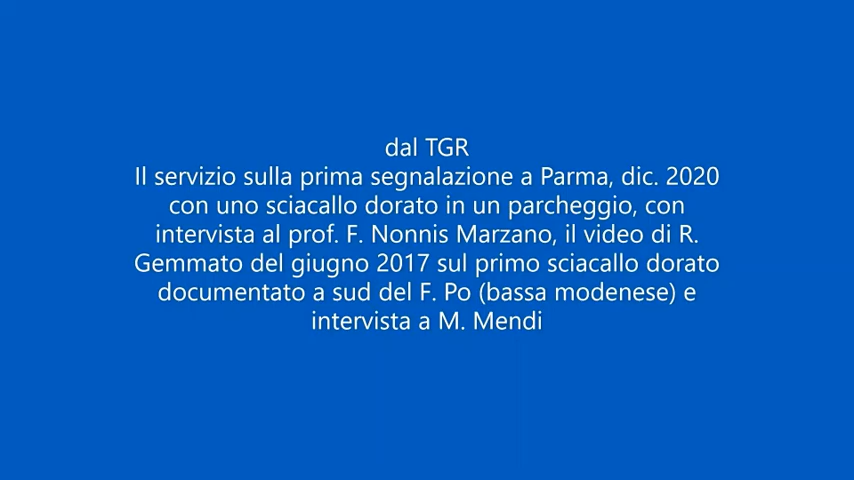 dal TGR
Il servizio sulla prima segnalazione a Parma, dic. 2020
con uno sciacallo dorato in un parcheggio, con
intervista al prof. F. Nonnis Marzano, il video di R.
Gemmato del giugno 2017 sul primo sciacallo dorato
documentato a sud del F. Po (bassa modenese) e
intervista a M. Mendi